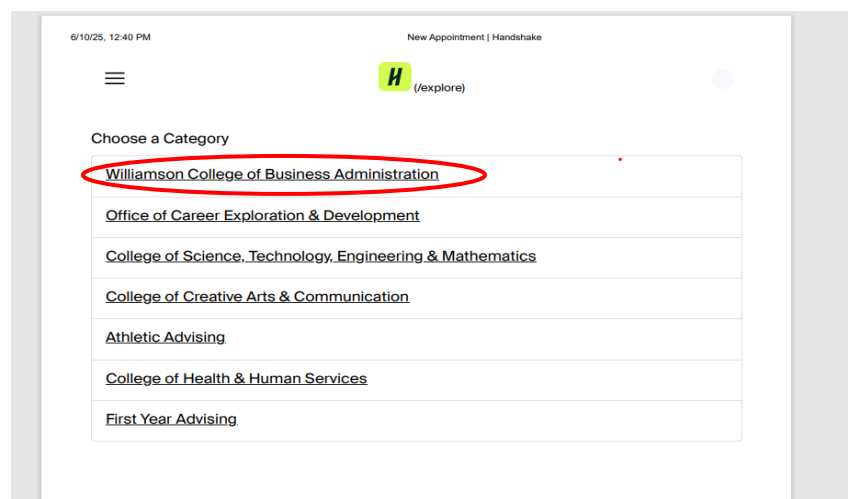 6/10/25, 12:40 PM New Appointment | Handshake
H (/explore)
Choose a Category
Williamson College of Business Administration
Office of Career Exploration & Development
College of Science, Technology, Engineering & Mathematics
College of Creative Arts & Communication
Athletic Advising
College of Health & Human Services
First Year Advising